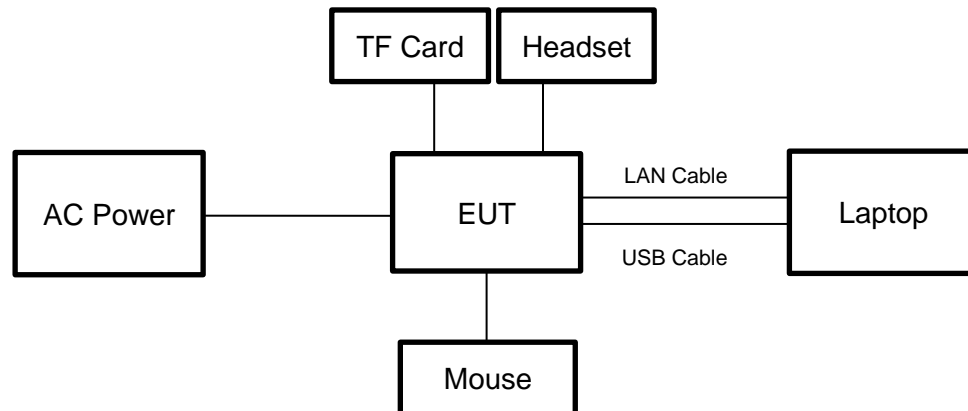 TF Card
Headset
AC Power
EUT
LAN Cable
USB Cable
Laptop
Mouse